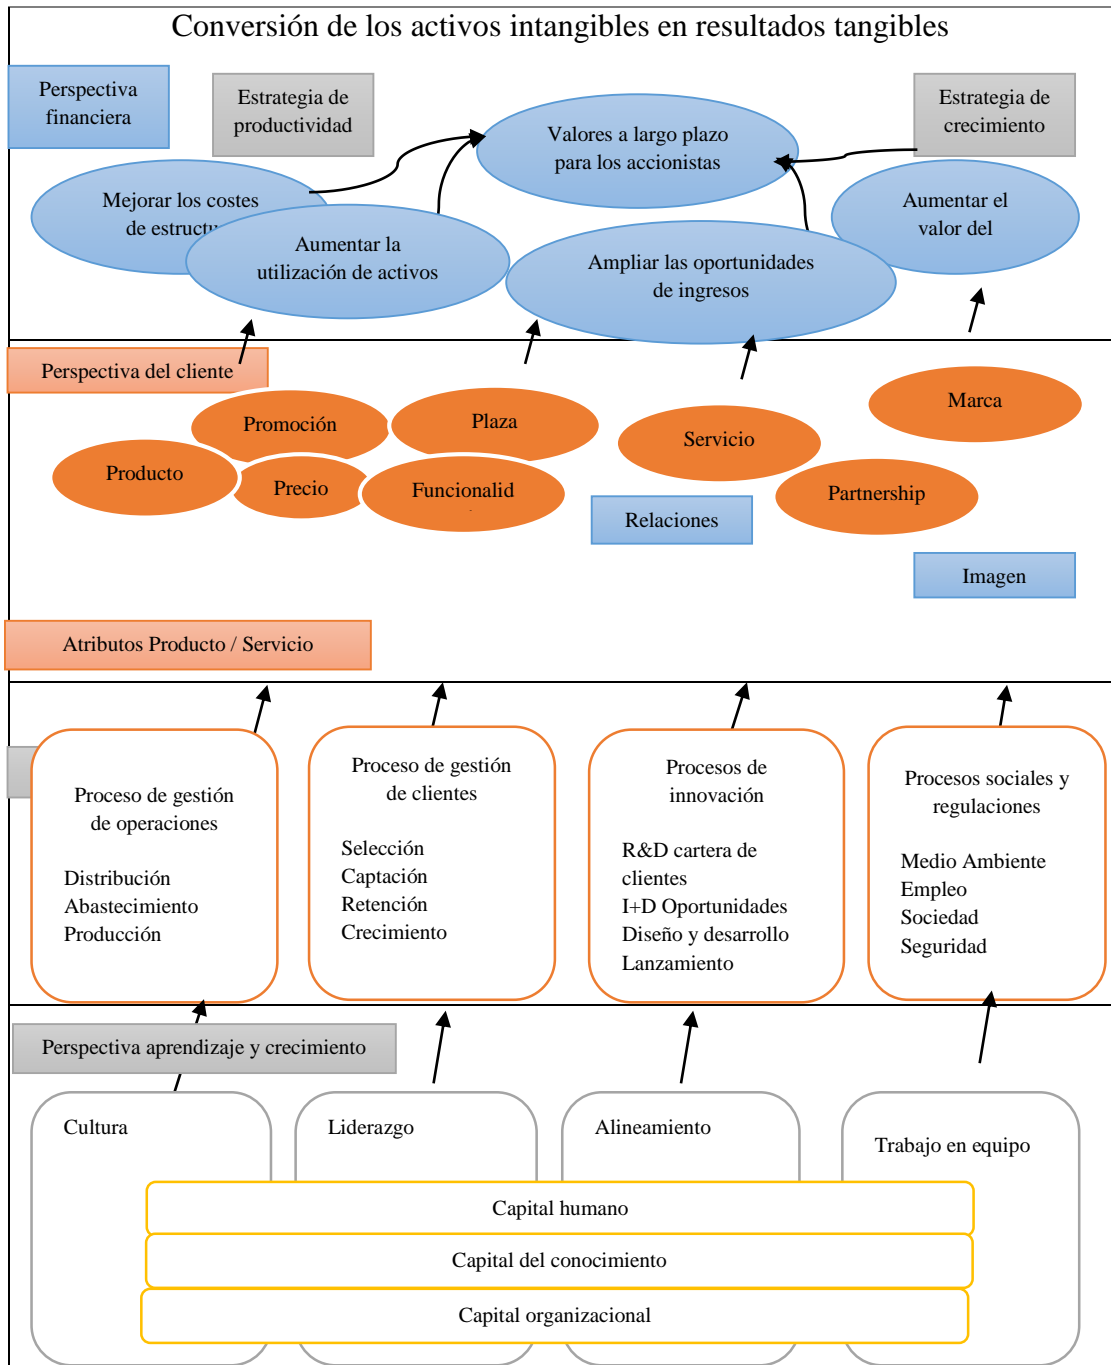 Conversión de los activos intangibles en resultados tangibles
Perspectiva
financiera
Estrategia de
productividad
Valores a largo plazo
para los accionistas
Estrategia de
crecimiento
Mejorar los costes
de estructu
Aumentar la
utilización de activos
Ampliar las oportunidades
de ingresos
Aumentar el
valor del
Perspectiva del cliente
Promoción
Plaza
Servicio
Marca
Producto
Precio
Funcionalid
Partnership
Relaciones
Imagen
Atributos Producto / Servicio
Proceso de gestión
de operaciones
Distribución
Abastecimiento
Producción
Proceso de gestión
de clientes
Selección
Captación
Retención
Crecimiento
Procesos de
innovación
R&D cartera de
clientes
I+D Oportunidades
Diseño y desarrollo
Lanzamiento
Procesos sociales y
regulaciones
Medio Ambiente
Empleo
Sociedad
Seguridad
Perspectiva aprendizaje y crecimiento
Cultura
Liderazgo
Alineamiento
Trabajo en equipo
Capital humano
Capital del conocimiento
Capital organizacional